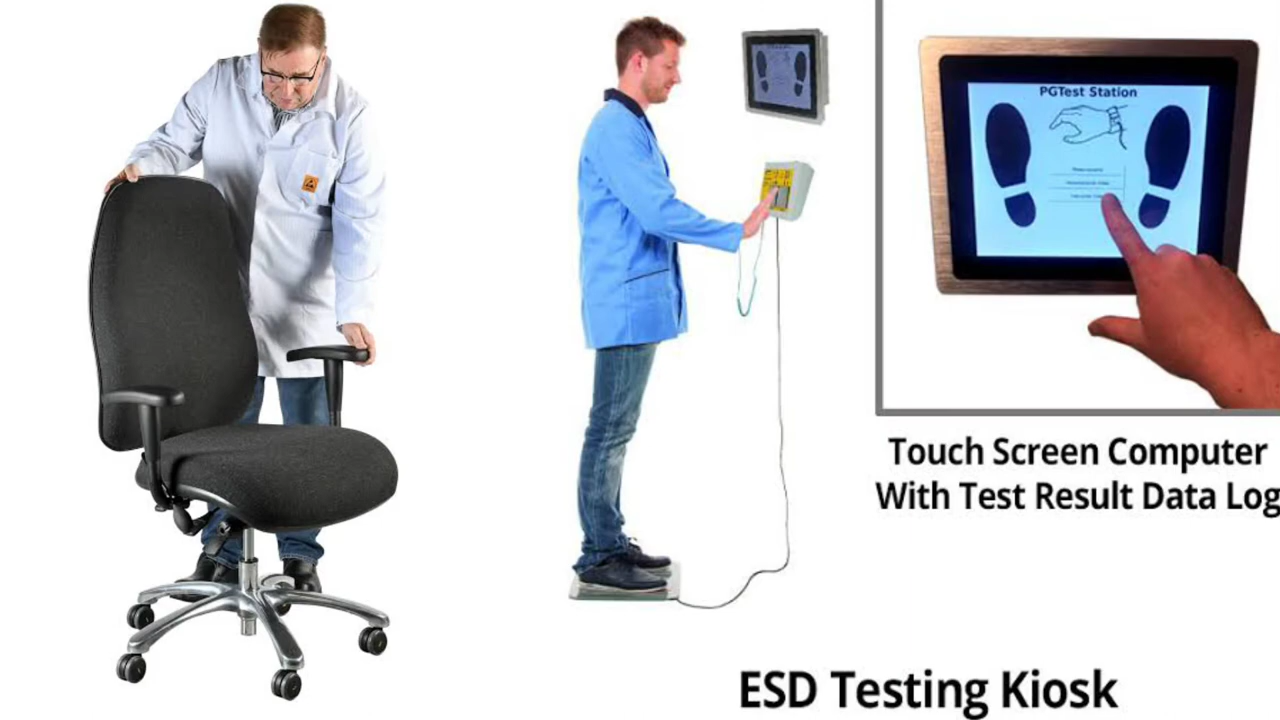 PGTest Station
Touch Screen Computer
With Test Result Data Log
ESD Testing Kiosk